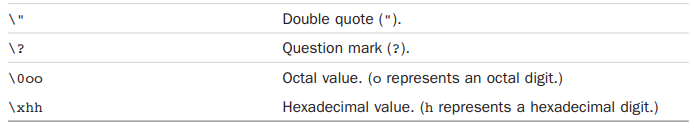 \" Double quote (").
\? Question mark (?).
\0oo Octal value. (o represents an octal digit.)
\xhh Hexadecimal value. (h represents a hexadecimal digit.)